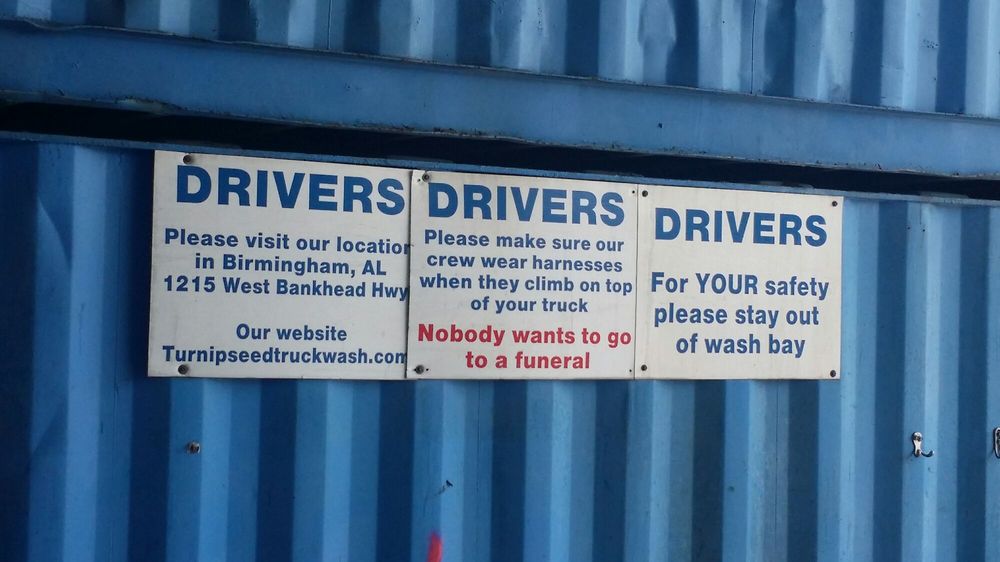 DRIVERS
Please visit our location
in Birmingham, AL
1215 West Bankhead Hwy
Our website
Turnipseedtruckwash.com
DRIVERS
Please make sure our
crew wear harnesses
when they climb on top
of your truck
Nobody wants to go
to a funeral
DRIVERS
For YOUR safety
please stay out
of wash bay